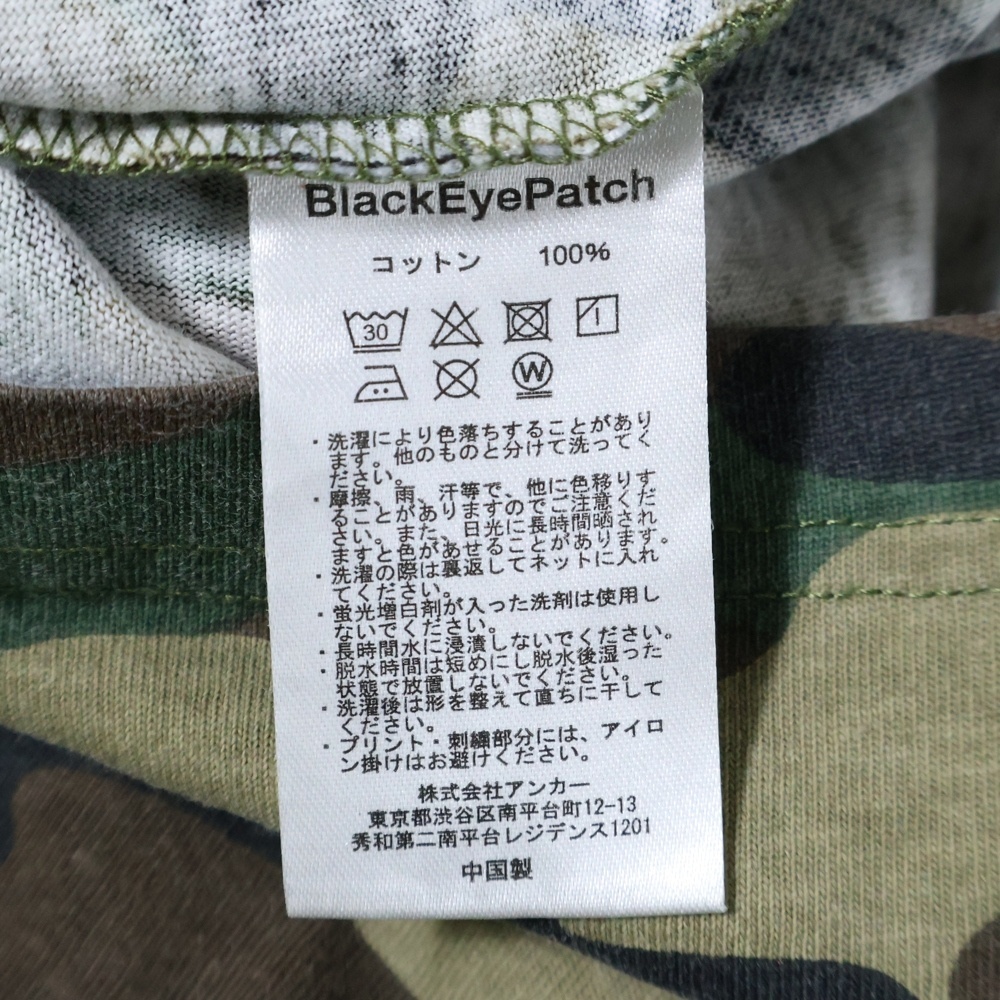 BlackEyePatch
コットン 100%
30
W
・洗濯により色落ちすることがあり
ます。他のものと分けて洗ってく
ださい。
・摩擦、雨、汗等で、他に色移りす
ることがありますのでご注意くだ
さい。また、日光に長時間晒され
ますと色があせることがあります。
・洗濯の際は裏返してネットに入れ
てください。
・蛍光増白剤が入った洗剤は使用し
ないでください。
・長時間水に浸漬しないでください。
・脱水時間は短めにし脱水後湿った
状態で放置しないでください。
・洗濯後は形を整えて直ちに干して
ください。
・プリント・刺繍部分には、アイロ
ン掛けはお避けください。
株式会社アンカー
東京都渋谷区南平台町12-13
秀和第二南平台レジデンス1201
中国製